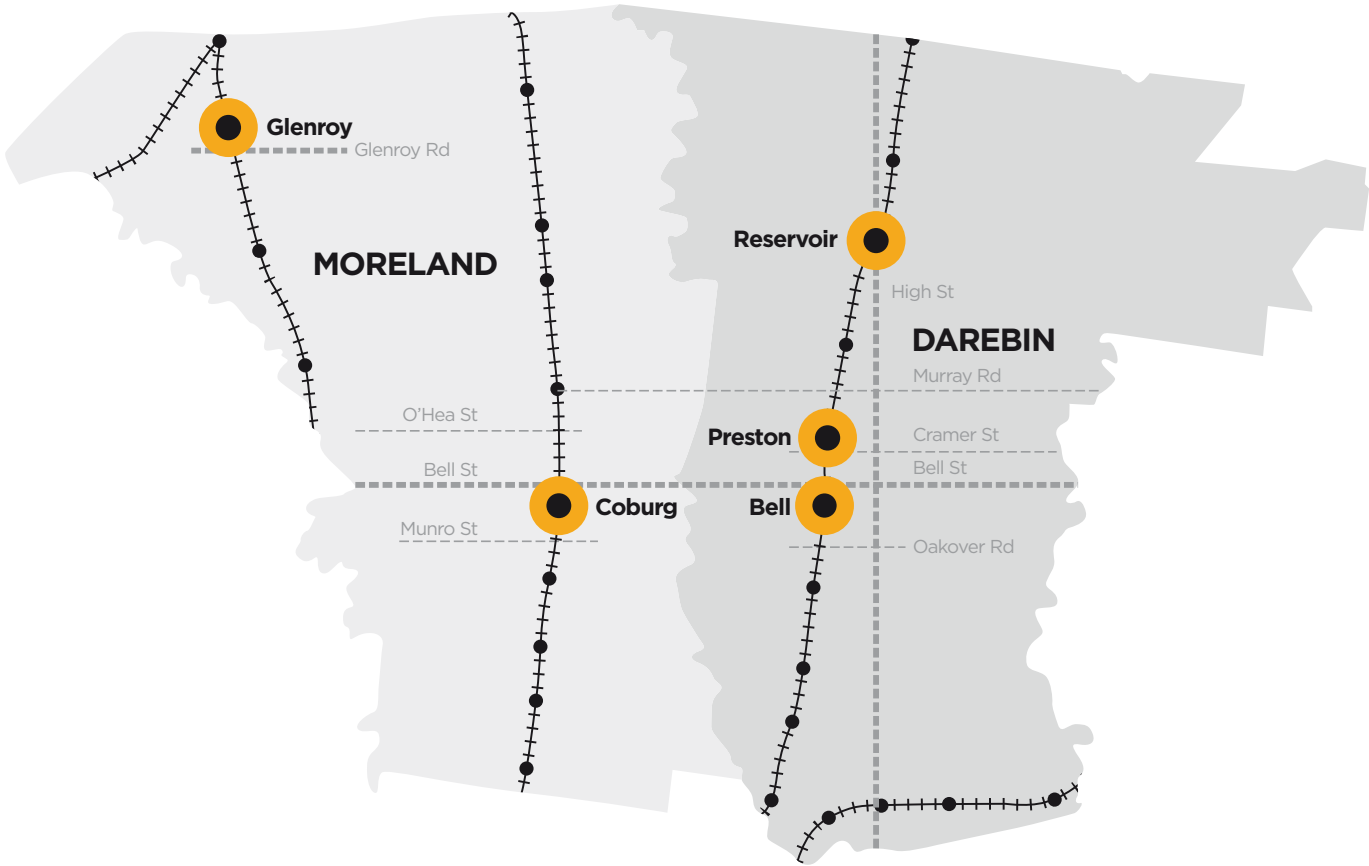 Glenroy
Glenroy Rd
Reservoir
MORELAND
High St
DAREBIN
Murray Rd
O'Hea St
Preston
Cramer St
Bell St
Bell St
Coburg
Bell
Munro St
Oakover Rd